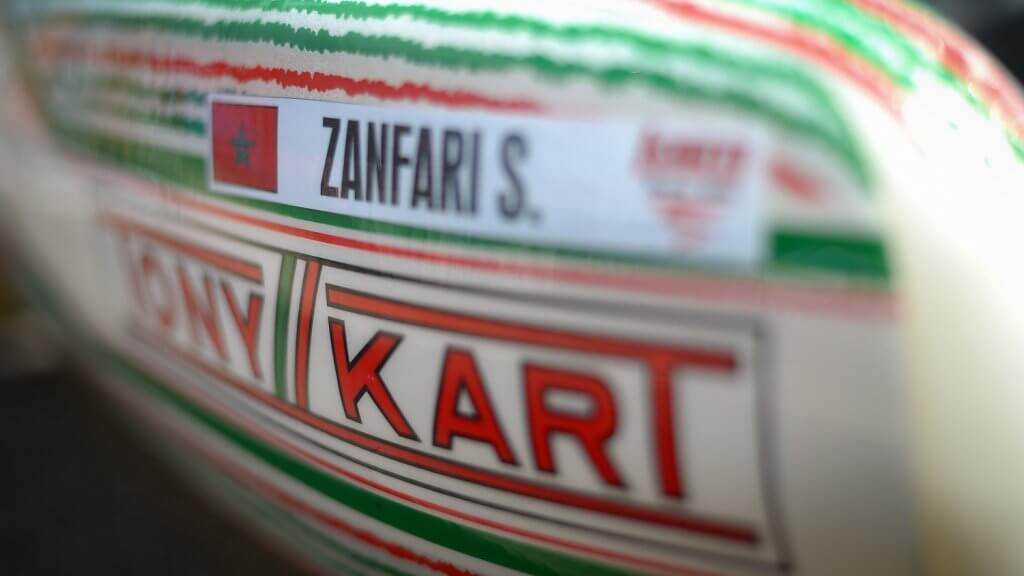 ZANFARI S.
TONY KART